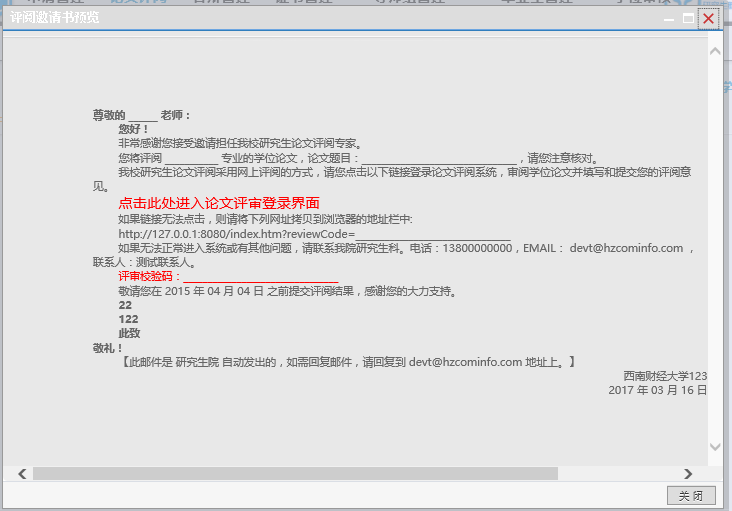 评阅邀请书预览
尊敬的 _____ 老师：
您好！
非常感谢您接受邀请担任我校研究生论文评阅专家。
您将评阅 _________ 专业的学位论文，论文题目：__________________________，请您注意核对。
我校研究生论文评阅采用网上评阅的方式，请您点击以下链接登录论文评阅系统，审阅学位论文并填写和提交您的评阅意
见。
点击此处进入论文评审登录界面
如果链接无法点击，则请将下列网址拷贝到浏览器的地址栏中:
http://127.0.0.1:8080/index.htm?reviewCode=__________________________
如果无法正常进入系统或有其他问题，请联系我院研究生科。电话：13800000000，EMAIL： devt@hzcominfo.com ，
联系人：测试联系人。
评审校验码：__________________________
敬请您在 2015 年 04 月 04 日 之前提交评阅结果，感谢您的大力支持。
22
122
此致
敬礼！
【此邮件是 研究生院 自动发出的，如需回复邮件，请回复到 devt@hzcominfo.com 地址上。】
西南财经大学123
2017 年 03 月 16 日
关 闭